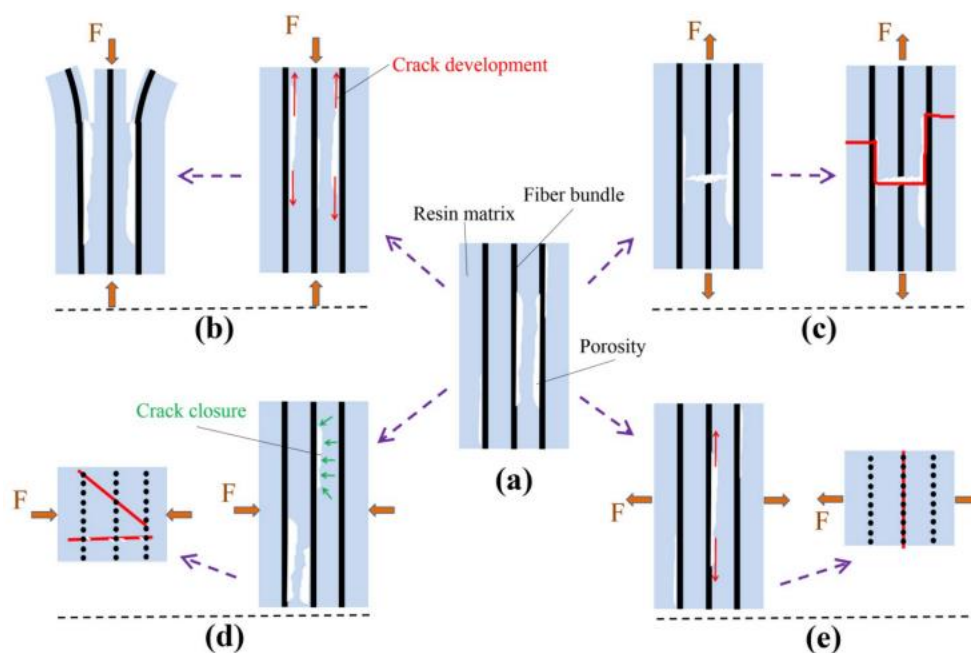 F
F
Crack development
(b)
F
F
(c)
Resin matrix
Fiber bundle
Porosity
(a)
Crack closure
F
F
(d)
F
F
(e)